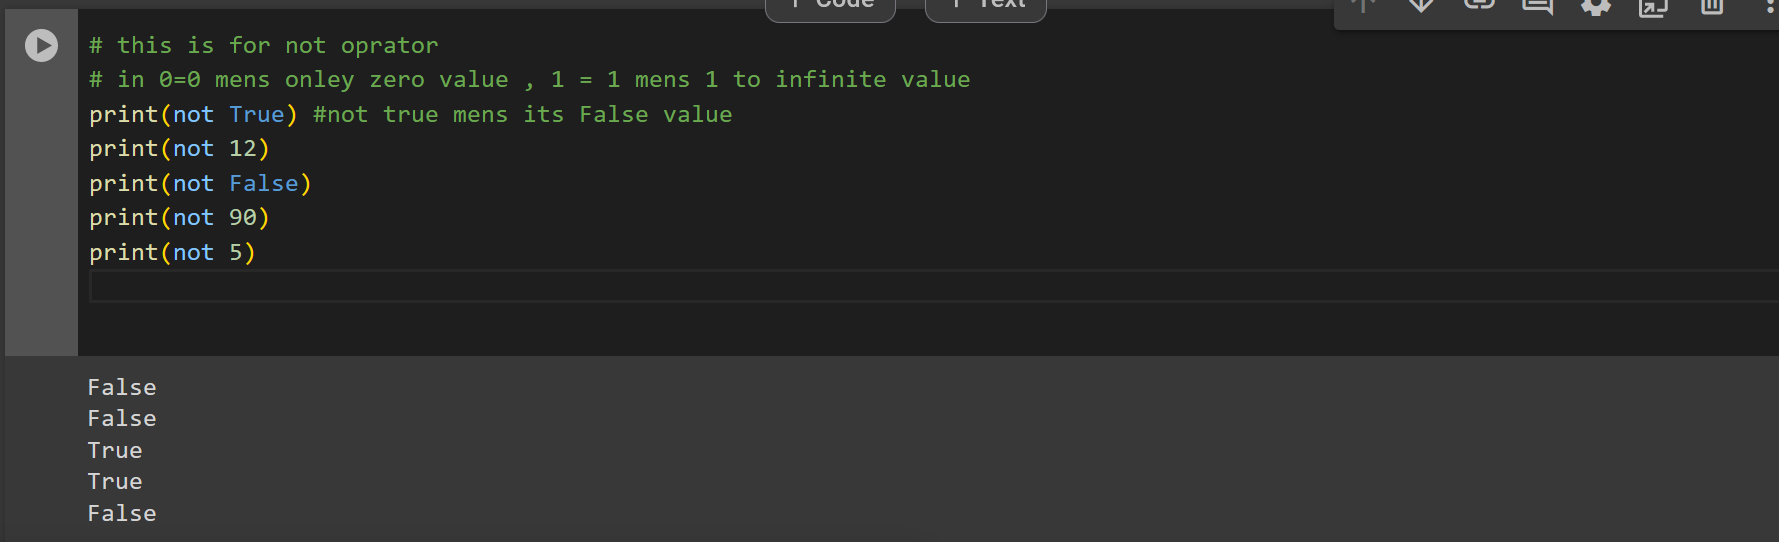 + Code + Text
# this is for not oprator
# in 0=0 mens onley zero value , 1 = 1 mens 1 to infinite value
print(not True) #not true mens its False value
print(not 12)
print(not False)
print(not 90)
print(not 5)
False
False
True
True
False